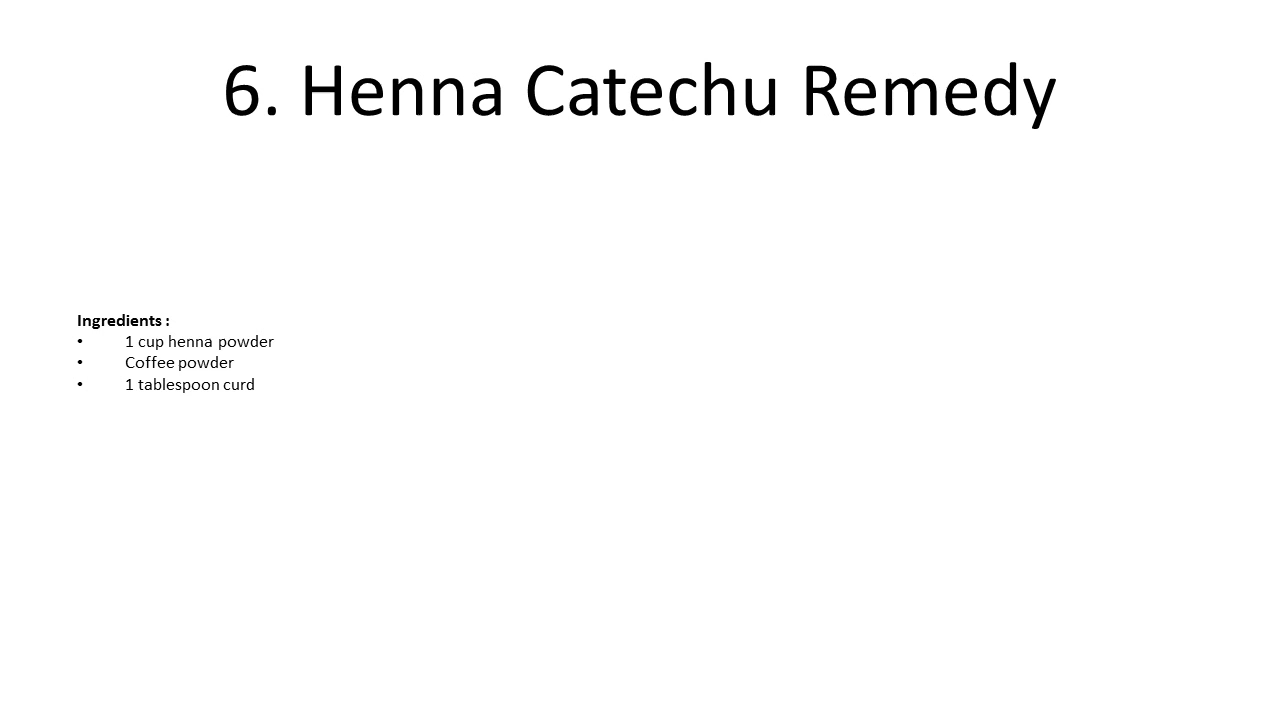 6. Henna Catechu Remedy
Ingredients :
• 1 cup henna powder
• Coffee powder
• 1 tablespoon curd